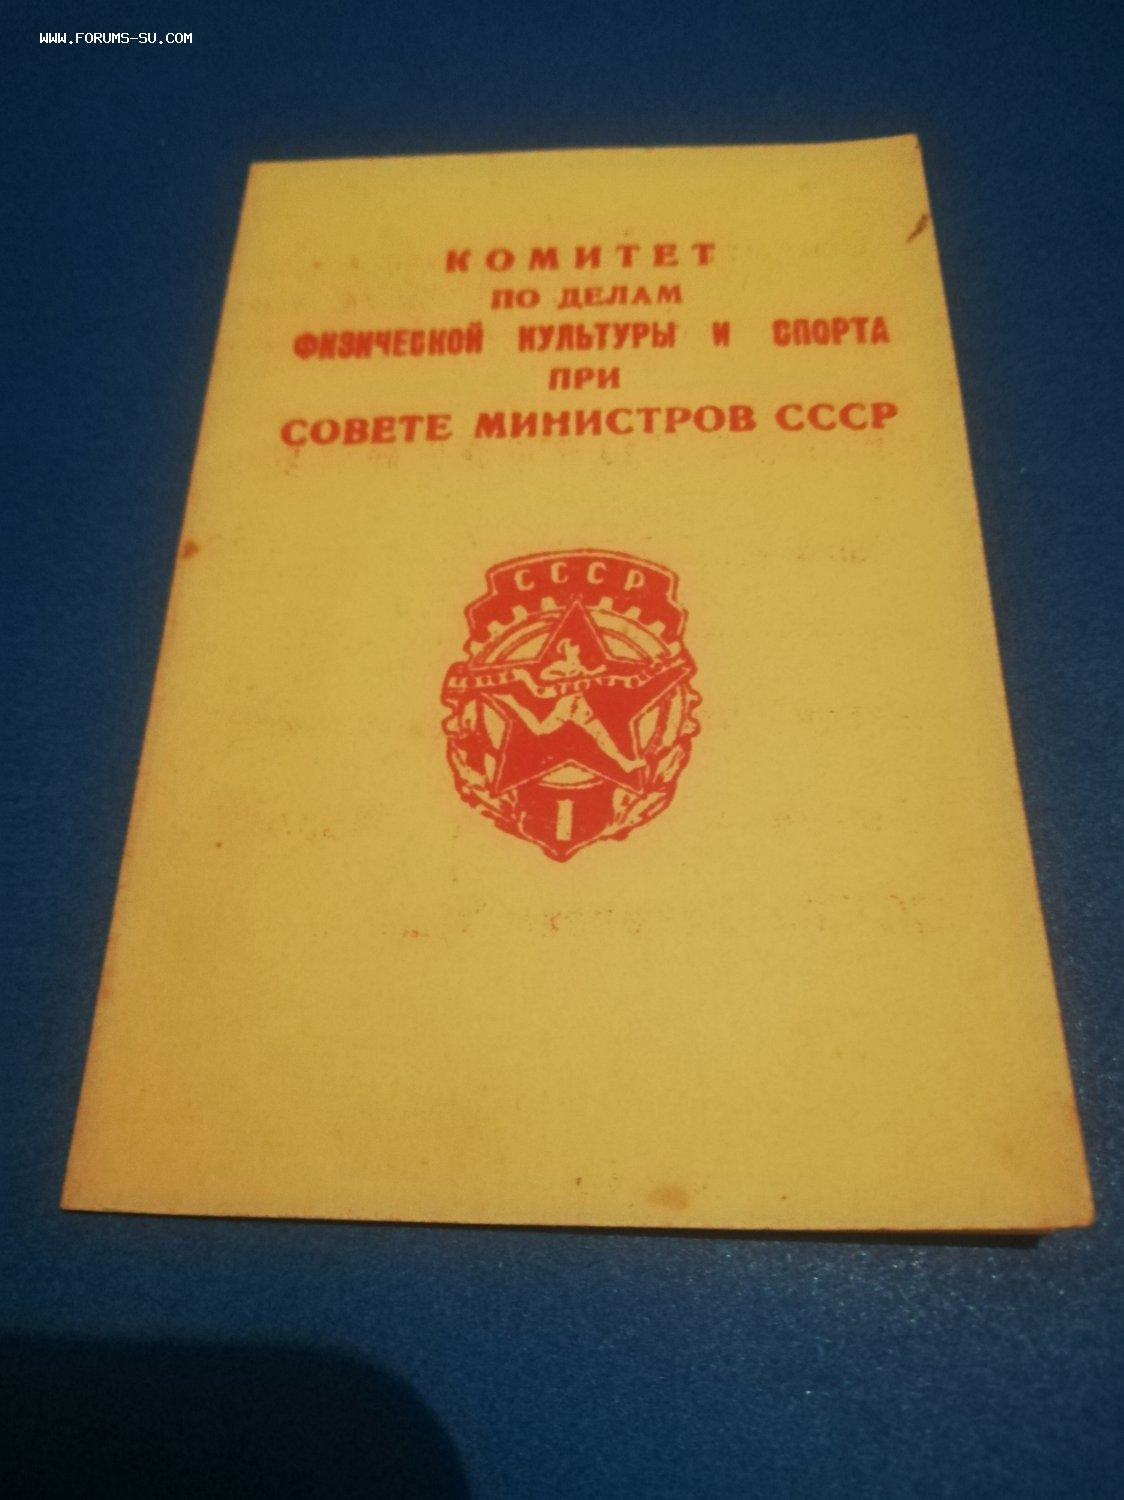 WWW.FORUMS-SU.COM
КОМИТЕТ
ПО ДЕЛАМ
ФИЗИЧЕСКОЙ КУЛЬТУРЫ И СПОРТА
ПРИ
СОВЕТЕ МИНИСТРОВ СССР
СССР
I